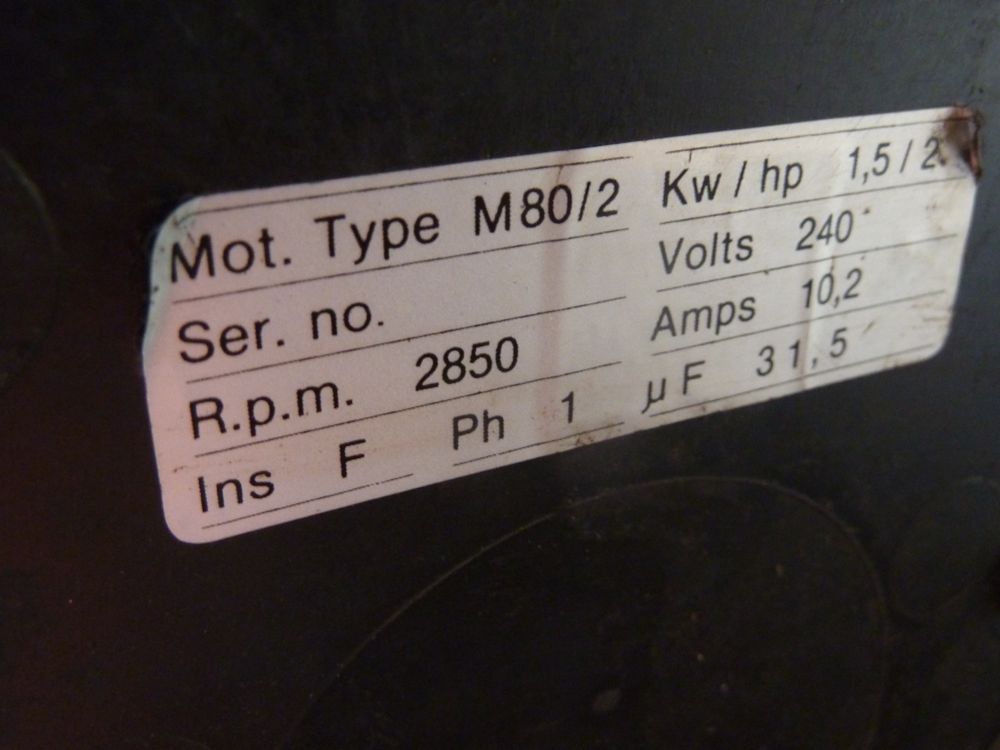 Mot. Type M80/2 Kw / hp 1,5 / 2
Ser. no. Volts 240
R.p.m. 2850 Amps 10,2
Ins F Ph 1 µF 31,5